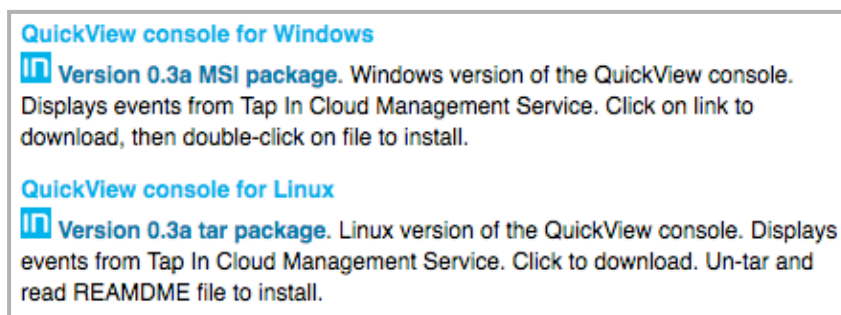 QuickView console for Windows
In Version 0.3a MSI package. Windows version of the QuickView console.
Displays events from Tap In Cloud Management Service. Click on link to
download, then double-click on file to install.
QuickView console for Linux
In Version 0.3a tar package. Linux version of the QuickView console. Displays
events from Tap In Cloud Management Service. Click to download. Un-tar and
read REAMDME file to install.